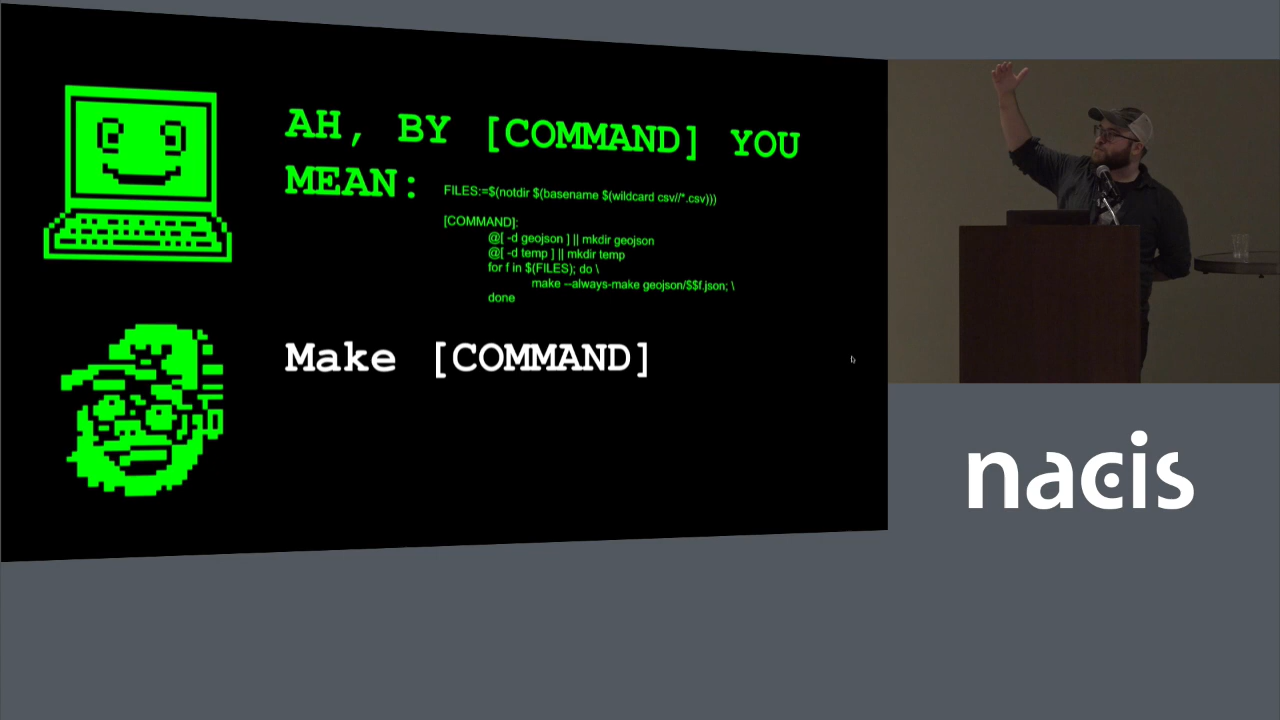 AH, BY [COMMAND] YOU
MEAN:
FILES:=$(notdir $(basename $(wildcard csv//*.csv)))
[COMMAND]:
@[ -d geojson ] || mkdir geojson
@[ -d temp ] || mkdir temp
for f in $(FILES); do \
make --always-make geojson/$$f.json; \
done
Make [COMMAND]
nacis